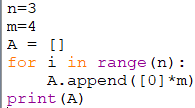 n=3
m=4
A = []
for i in range(n):
    A.append([0]*m)
print(A)